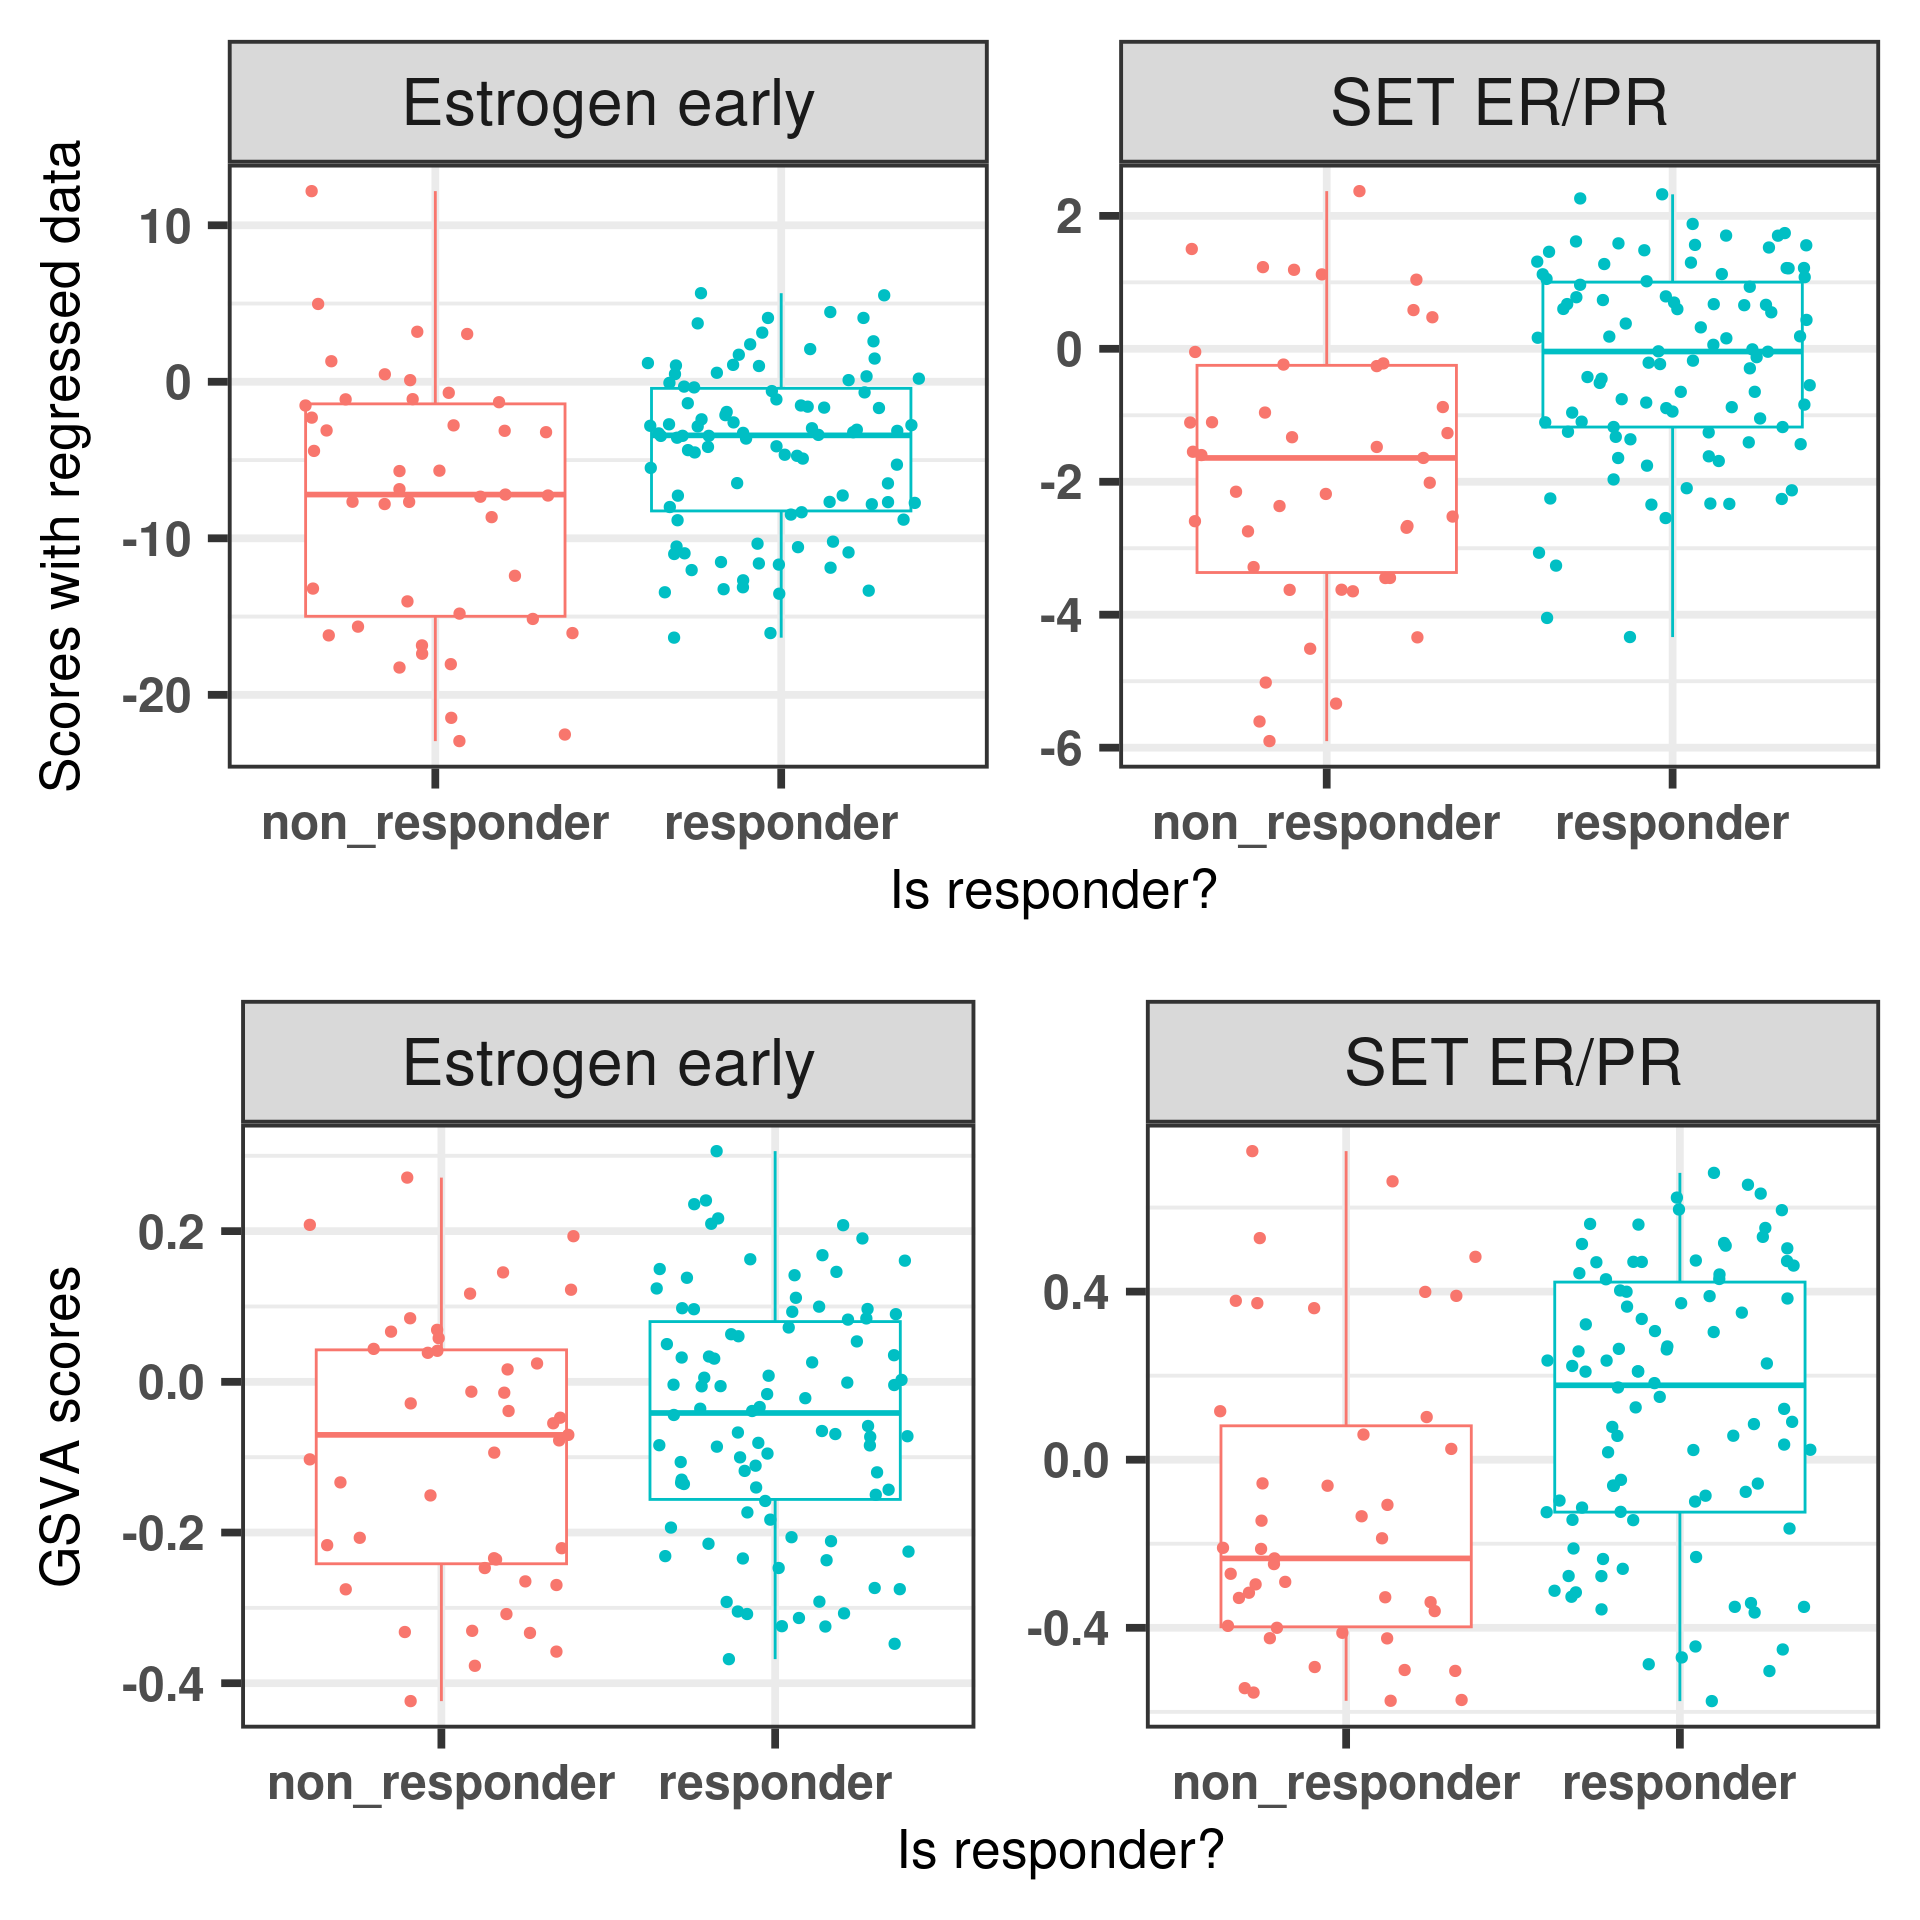 Estrogen early
SET ER/PR
Scores with regressed data
10
0
-10
-20
2
0
-2
-4
-6
non_responder
responder
non_responder
responder
Is responder?
Estrogen early
SET ER/PR
GSVA scores
0.2
0.0
-0.2
-0.4
0.4
0.0
-0.4
non_responder
responder
non_responder
responder
Is responder?